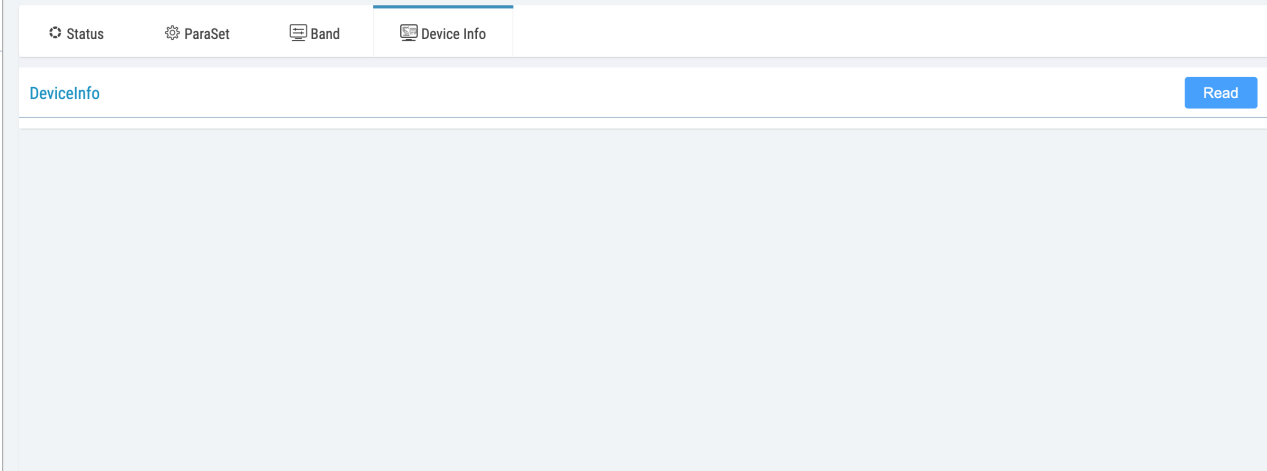 Status ParaSet Band Device Info
DeviceInfo Read